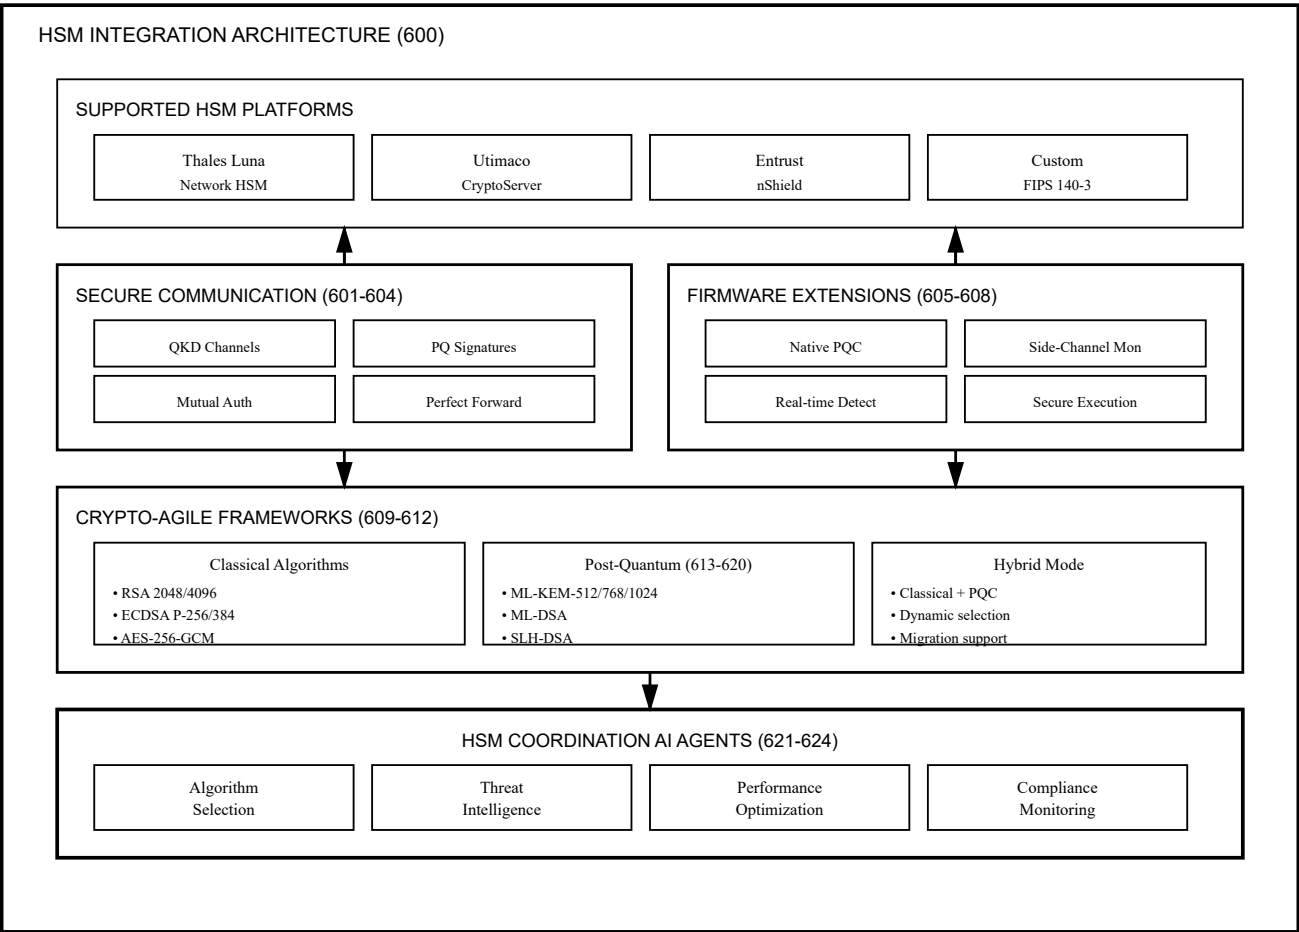 HSM INTEGRATION ARCHITECTURE (600)
SUPPORTED HSM PLATFORMS
Thales Luna
Network HSM
Utimaco
CryptoServer
Entrust
nShield
Custom
FIPS 140-3
SECURE COMMUNICATION (601-604)
QKD Channels
PQ Signatures
Mutual Auth
Perfect Forward
FIRMWARE EXTENSIONS (605-608)
Native PQC
Side-Channel Mon
Real-time Detect
Secure Execution
CRYPTO-AGILE FRAMEWORKS (609-612)
Classical Algorithms
• RSA 2048/4096
• ECDSA P-256/384
• AES-256-GCM
Post-Quantum (613-620)
• ML-KEM-512/768/1024
• ML-DSA
• SLH-DSA
Hybrid Mode
• Classical + PQC
• Dynamic selection
• Migration support
HSM COORDINATION AI AGENTS (621-624)
Algorithm
Selection
Threat
Intelligence
Performance
Optimization
Compliance
Monitoring